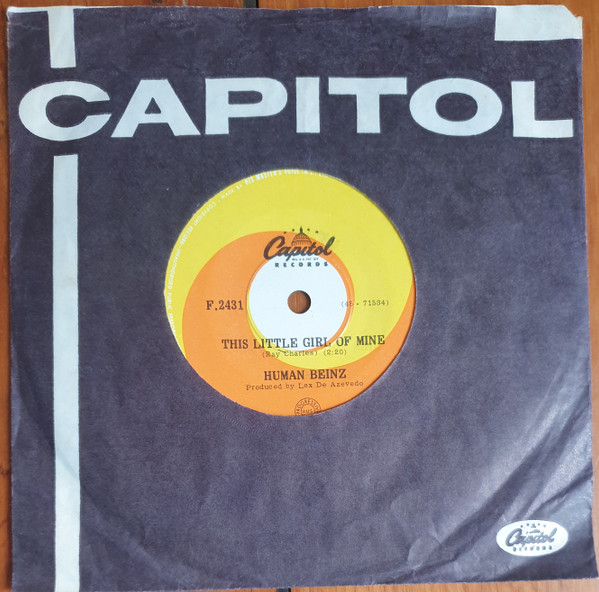 CAPITOL
Capitol
RECORDS
F.2431
(45 - 71584)
THIS LITTLE GIRL OF MINE
(Ray Charles) (2:20)
HUMAN BEINZ
Produced by Lex De Azevedo
Capitol
RECORDS